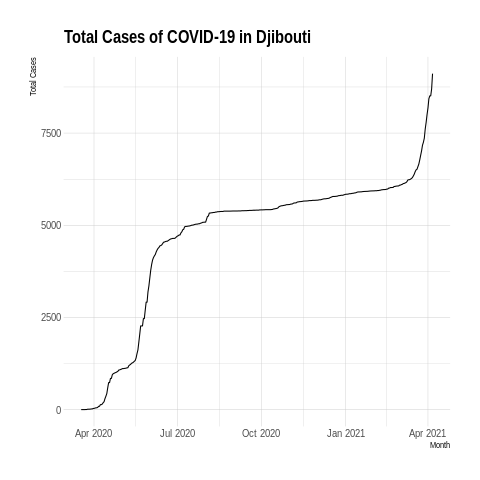 Total Cases of COVID-19 in Djibouti
Total Cases
7500
5000
2500
0
Apr 2020 Jul 2020 Oct 2020 Jan 2021 Apr 2021
Month